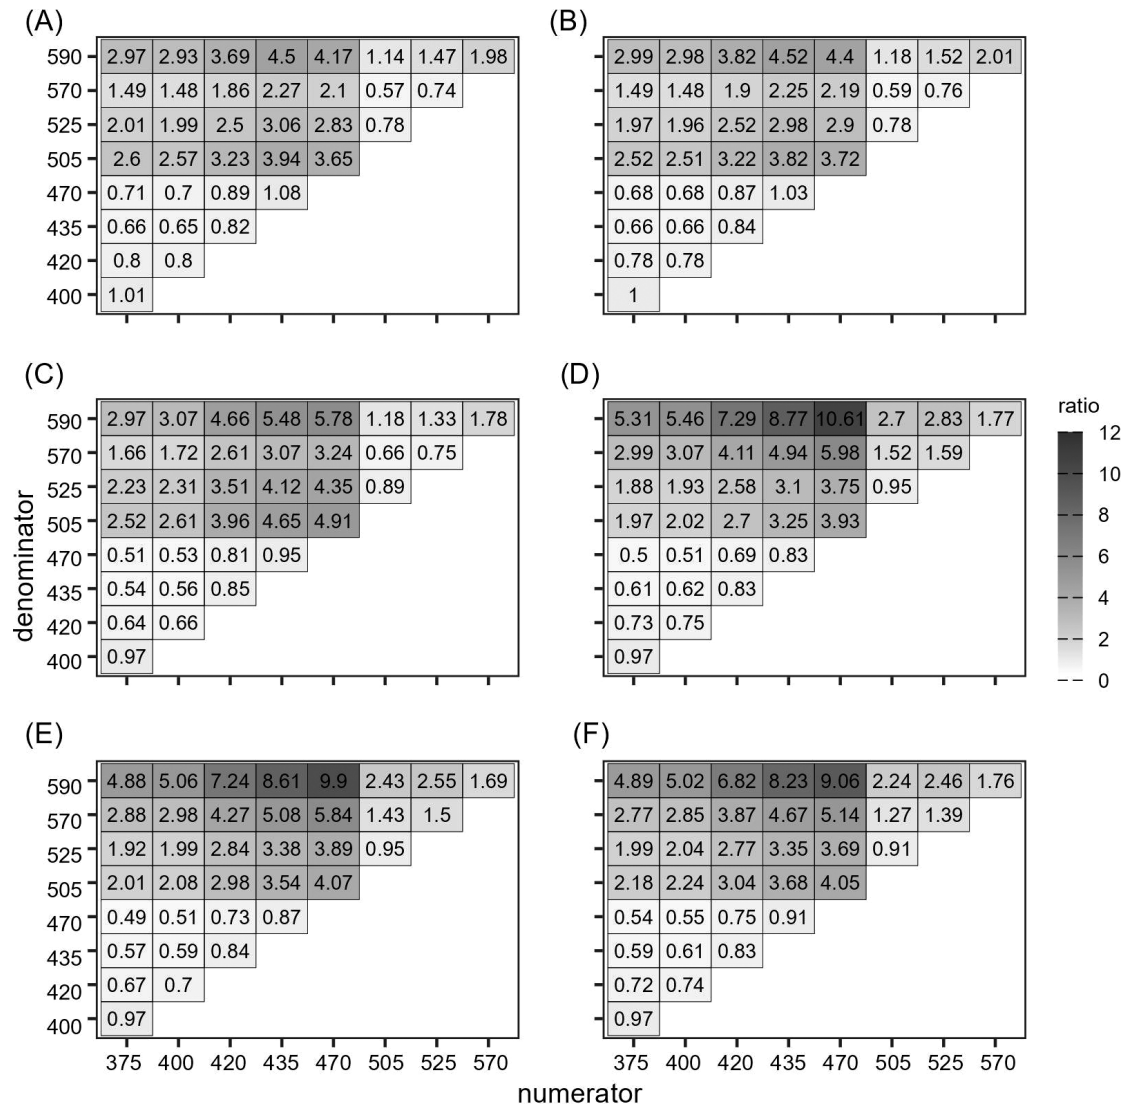 (A) (B)
590 2.97 2.93 3.69 4.5 4.17 1.14 1.47 1.98 2.99 2.98 3.82 4.52 4.4 1.18 1.52 2.01
570 1.49 1.48 1.86 2.27 2.1 0.57 0.74 1.49 1.48 1.9 2.25 2.19 0.59 0.76
525 2.01 1.99 2.5 3.06 2.83 0.78 1.97 1.96 2.52 2.98 2.9 0.78
505 2.6 2.57 3.23 3.94 3.65 2.52 2.51 3.22 3.82 3.72
470 0.71 0.7 0.89 1.08 0.68 0.68 0.87 1.03
435 0.66 0.65 0.82 0.66 0.66 0.84
420 0.8 0.8 0.78 0.78
400 1.01 1
(C) (D)
590 2.97 3.07 4.66 5.48 5.78 1.18 1.33 1.78 5.31 5.46 7.29 8.77 10.61 2.7 2.83 1.77
570 1.66 1.72 2.61 3.07 3.24 0.66 0.75 2.99 3.07 4.11 4.94 5.98 1.52 1.59
525 2.23 2.31 3.51 4.12 4.35 0.89 1.88 1.93 2.58 3.1 3.75 0.95
505 2.52 2.61 3.96 4.65 4.91 1.97 2.02 2.7 3.25 3.93
470 0.51 0.53 0.81 0.95 0.5 0.51 0.69 0.83
435 0.54 0.56 0.85 0.61 0.62 0.83
420 0.64 0.66 0.73 0.75
400 0.97 0.97
denominator
ratio
12
10
8
6
4
2
0
(E) (F)
590 4.88 5.06 7.24 8.61 9.9 2.43 2.55 1.69 4.89 5.02 6.82 8.23 9.06 2.24 2.46 1.76
570 2.88 2.98 4.27 5.08 5.84 1.43 1.5 2.77 2.85 3.87 4.67 5.14 1.27 1.39
525 1.92 1.99 2.84 3.38 3.89 0.95 1.99 2.04 2.77 3.35 3.69 0.91
505 2.01 2.08 2.98 3.54 4.07 2.18 2.24 3.04 3.68 4.05
470 0.49 0.51 0.73 0.87 0.54 0.55 0.75 0.91
435 0.57 0.59 0.84 0.59 0.61 0.83
420 0.67 0.7 0.72 0.74
400 0.97 0.97
375 400 420 435 470 505 525 570 375 400 420 435 470 505 525 570
numerator